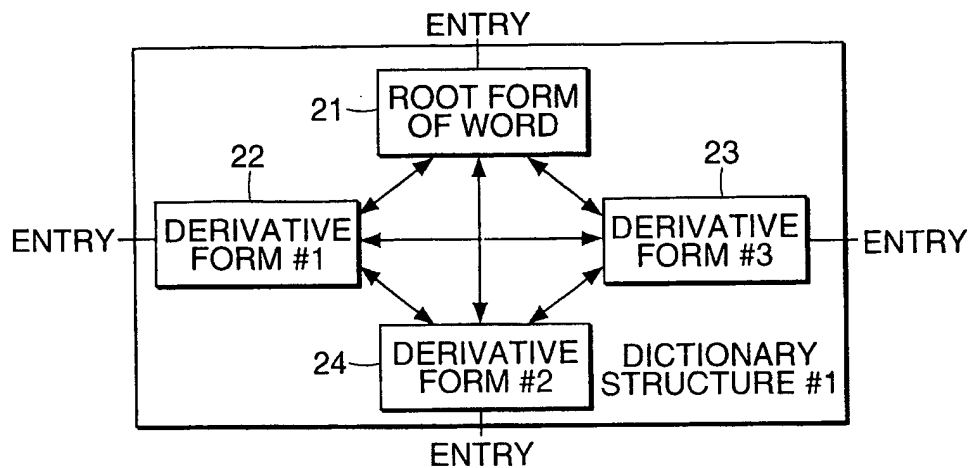 ENTRY
21
ROOT FORM
OF WORD
22
23
ENTRY
DERIVATIVE
FORM #1
DERIVATIVE
FORM #3
ENTRY
24
DERIVATIVE
FORM #2
DICTIONARY
STRUCTURE #1
ENTRY